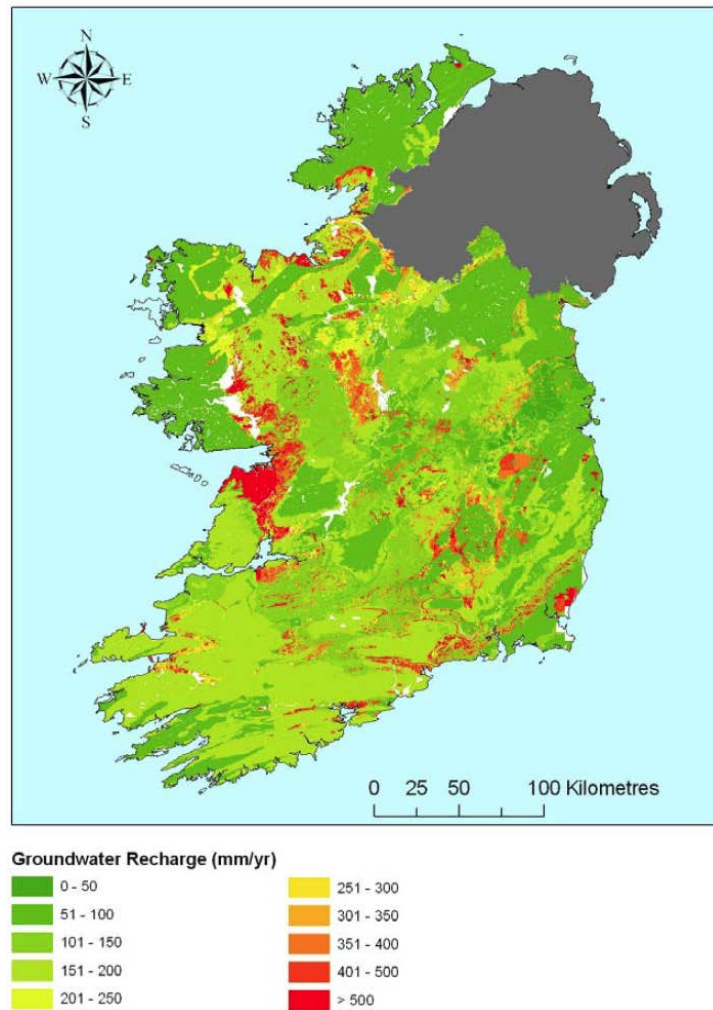 N
W E
S
0 25 50 100 Kilometres
Groundwater Recharge (mm/yr)
0 - 50
51 - 100
101 - 150
151 - 200
201 - 250
251 - 300
301 - 350
351 - 400
401 - 500
> 500